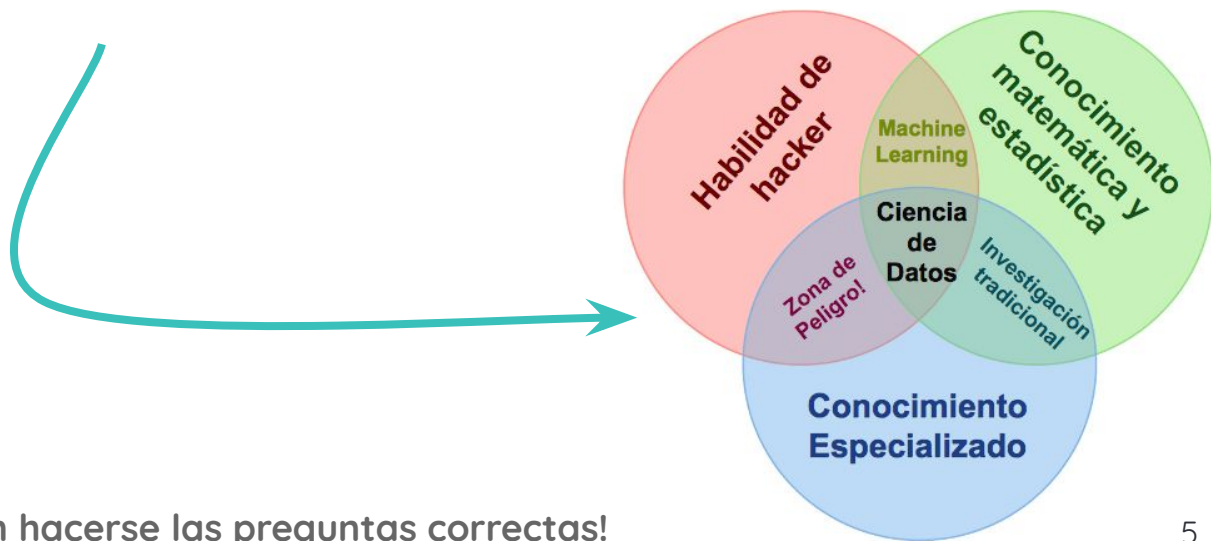 Habilidad de
hacker
Conocimiento
matemática y
estadística
Machine
Learning
Ciencia
de
Datos
Zona de
Peligro!
Investigación
tradicional
Conocimiento
Especializado
hacerse las preguntas correctas!
5